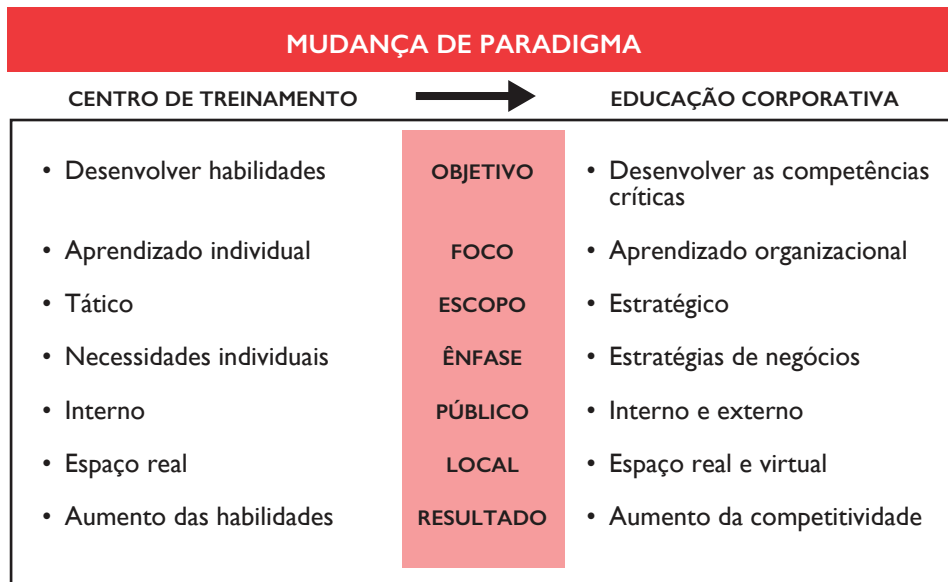 MUDANÇA DE PARADIGMA
CENTRO DE TREINAMENTO EDUCAÇÃO CORPORATIVA
• Desenvolver habilidades OBJETIVO • Desenvolver as competências
críticas
• Aprendizado individual FOCO • Aprendizado organizacional
• Tático ESCOPO • Estratégico
• Necessidades individuais ÊNFASE • Estratégias de negócios
• Interno PÚBLICO • Interno e externo
• Espaço real LOCAL • Espaço real e virtual
• Aumento das habilidades RESULTADO • Aumento da competitividade